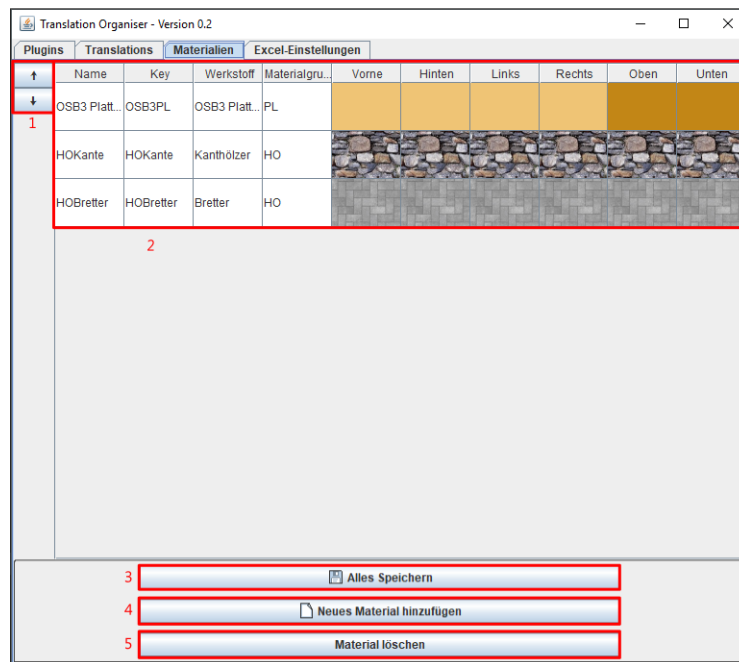 Translation Organiser - Version 0.2
Plugins Translations Materialien Excel-Einstellungen
Name Key Werkstoff Materialgru... Vorne Hinten Links Rechts Oben Unten
OSB3 Platt... OSB3PL OSB3 Platt... PL
1
HOKante HOKante Kanthölzer HO
HOBretter HOBretter Bretter HO
2
3 Alles Speichern
4 Neues Material hinzufügen
5 Material löschen